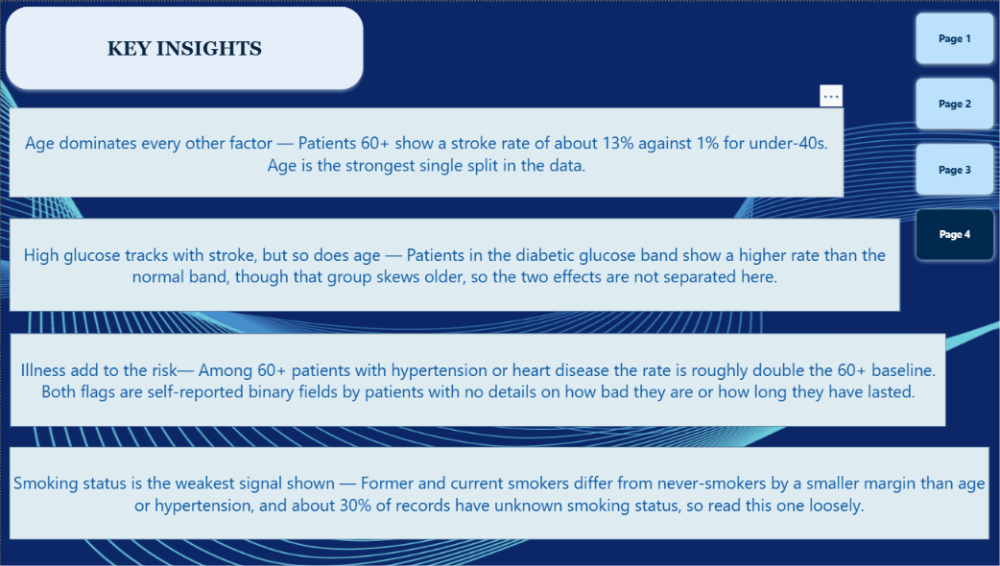 KEY INSIGHTS
Page 1
Page 2
Page 3
Page 4
Age dominates every other factor — Patients 60+ show a stroke rate of about 13% against 1% for under-40s.
Age is the strongest single split in the data.
High glucose tracks with stroke, but so does age — Patients in the diabetic glucose band show a higher rate than the
normal band, though that group skews older, so the two effects are not separated here.
Illness add to the risk— Among 60+ patients with hypertension or heart disease the rate is roughly double the 60+ baseline.
Both flags are self-reported binary fields by patients with no details on how bad they are or how long they have lasted.
Smoking status is the weakest signal shown — Former and current smokers differ from never-smokers by a smaller margin than age
or hypertension, and about 30% of records have unknown smoking status, so read this one loosely.